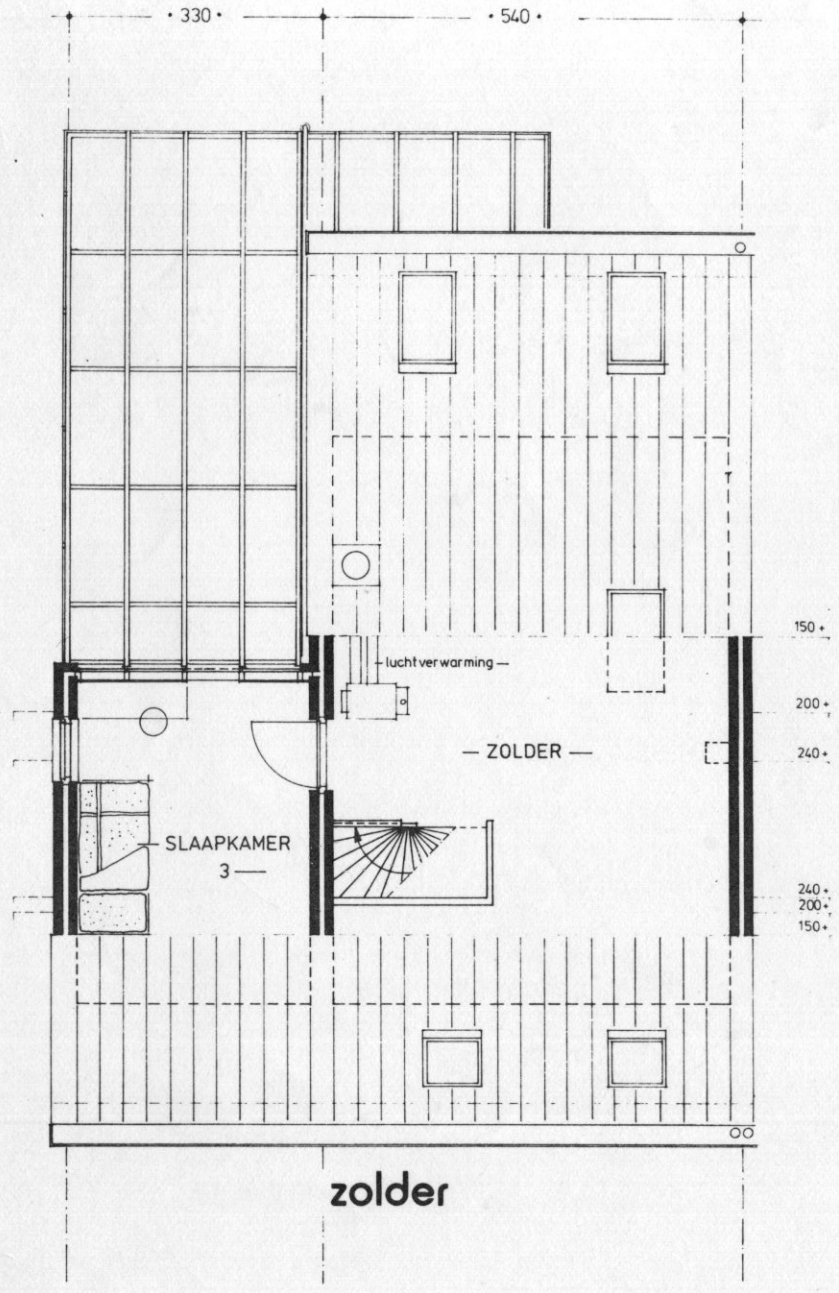 330
540
150+
luchtverwarming
200+
ZOLDER
240+
SLAAPKAMER
3
240+
200+
150+
zolder